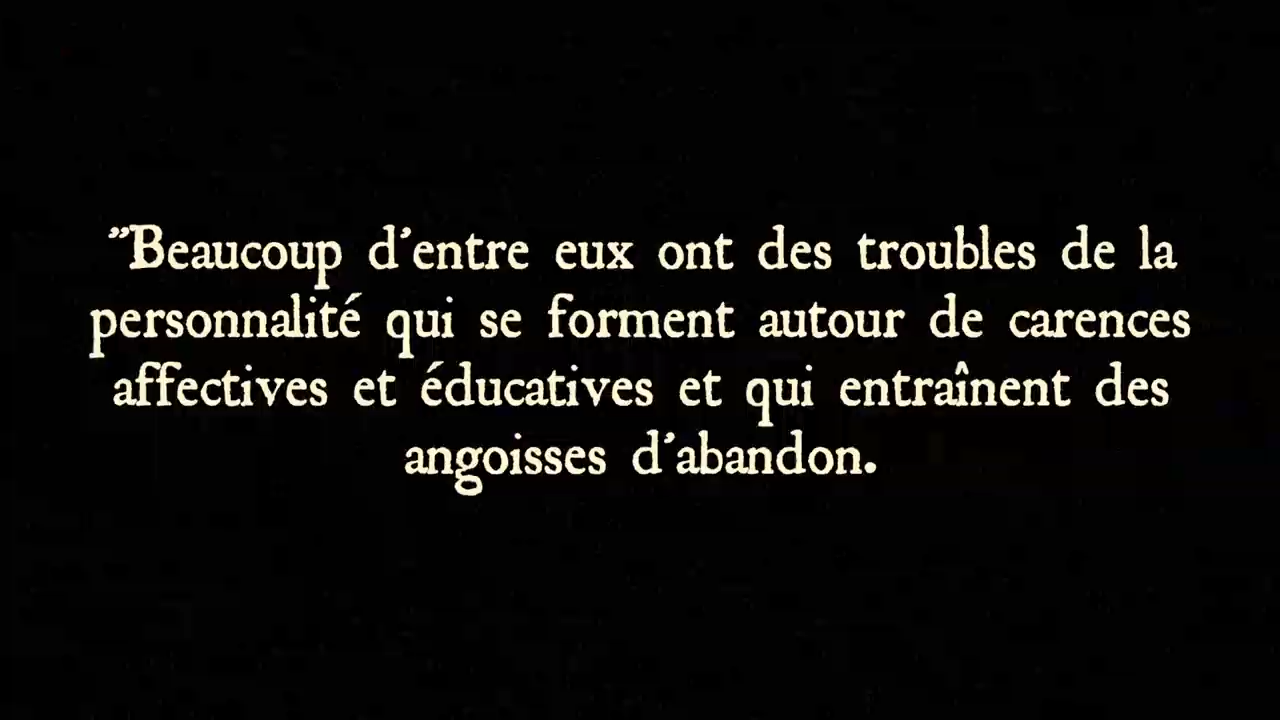 "Beaucoup d'entre eux ont des troubles de la
personnalité qui se forment autour de carences
affectives et éducatives et qui entraînent des
angoisses d'abandon.